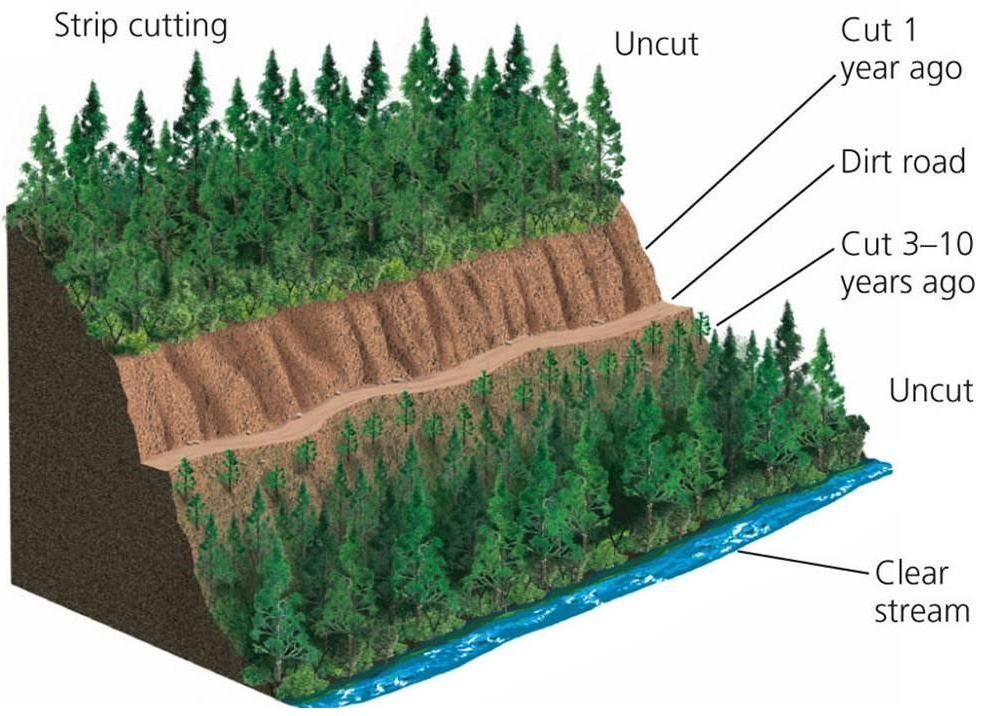 Strip cutting
Uncut
Cut 1
year ago
Dirt road
Cut 3–10
years ago
Uncut
Clear
stream